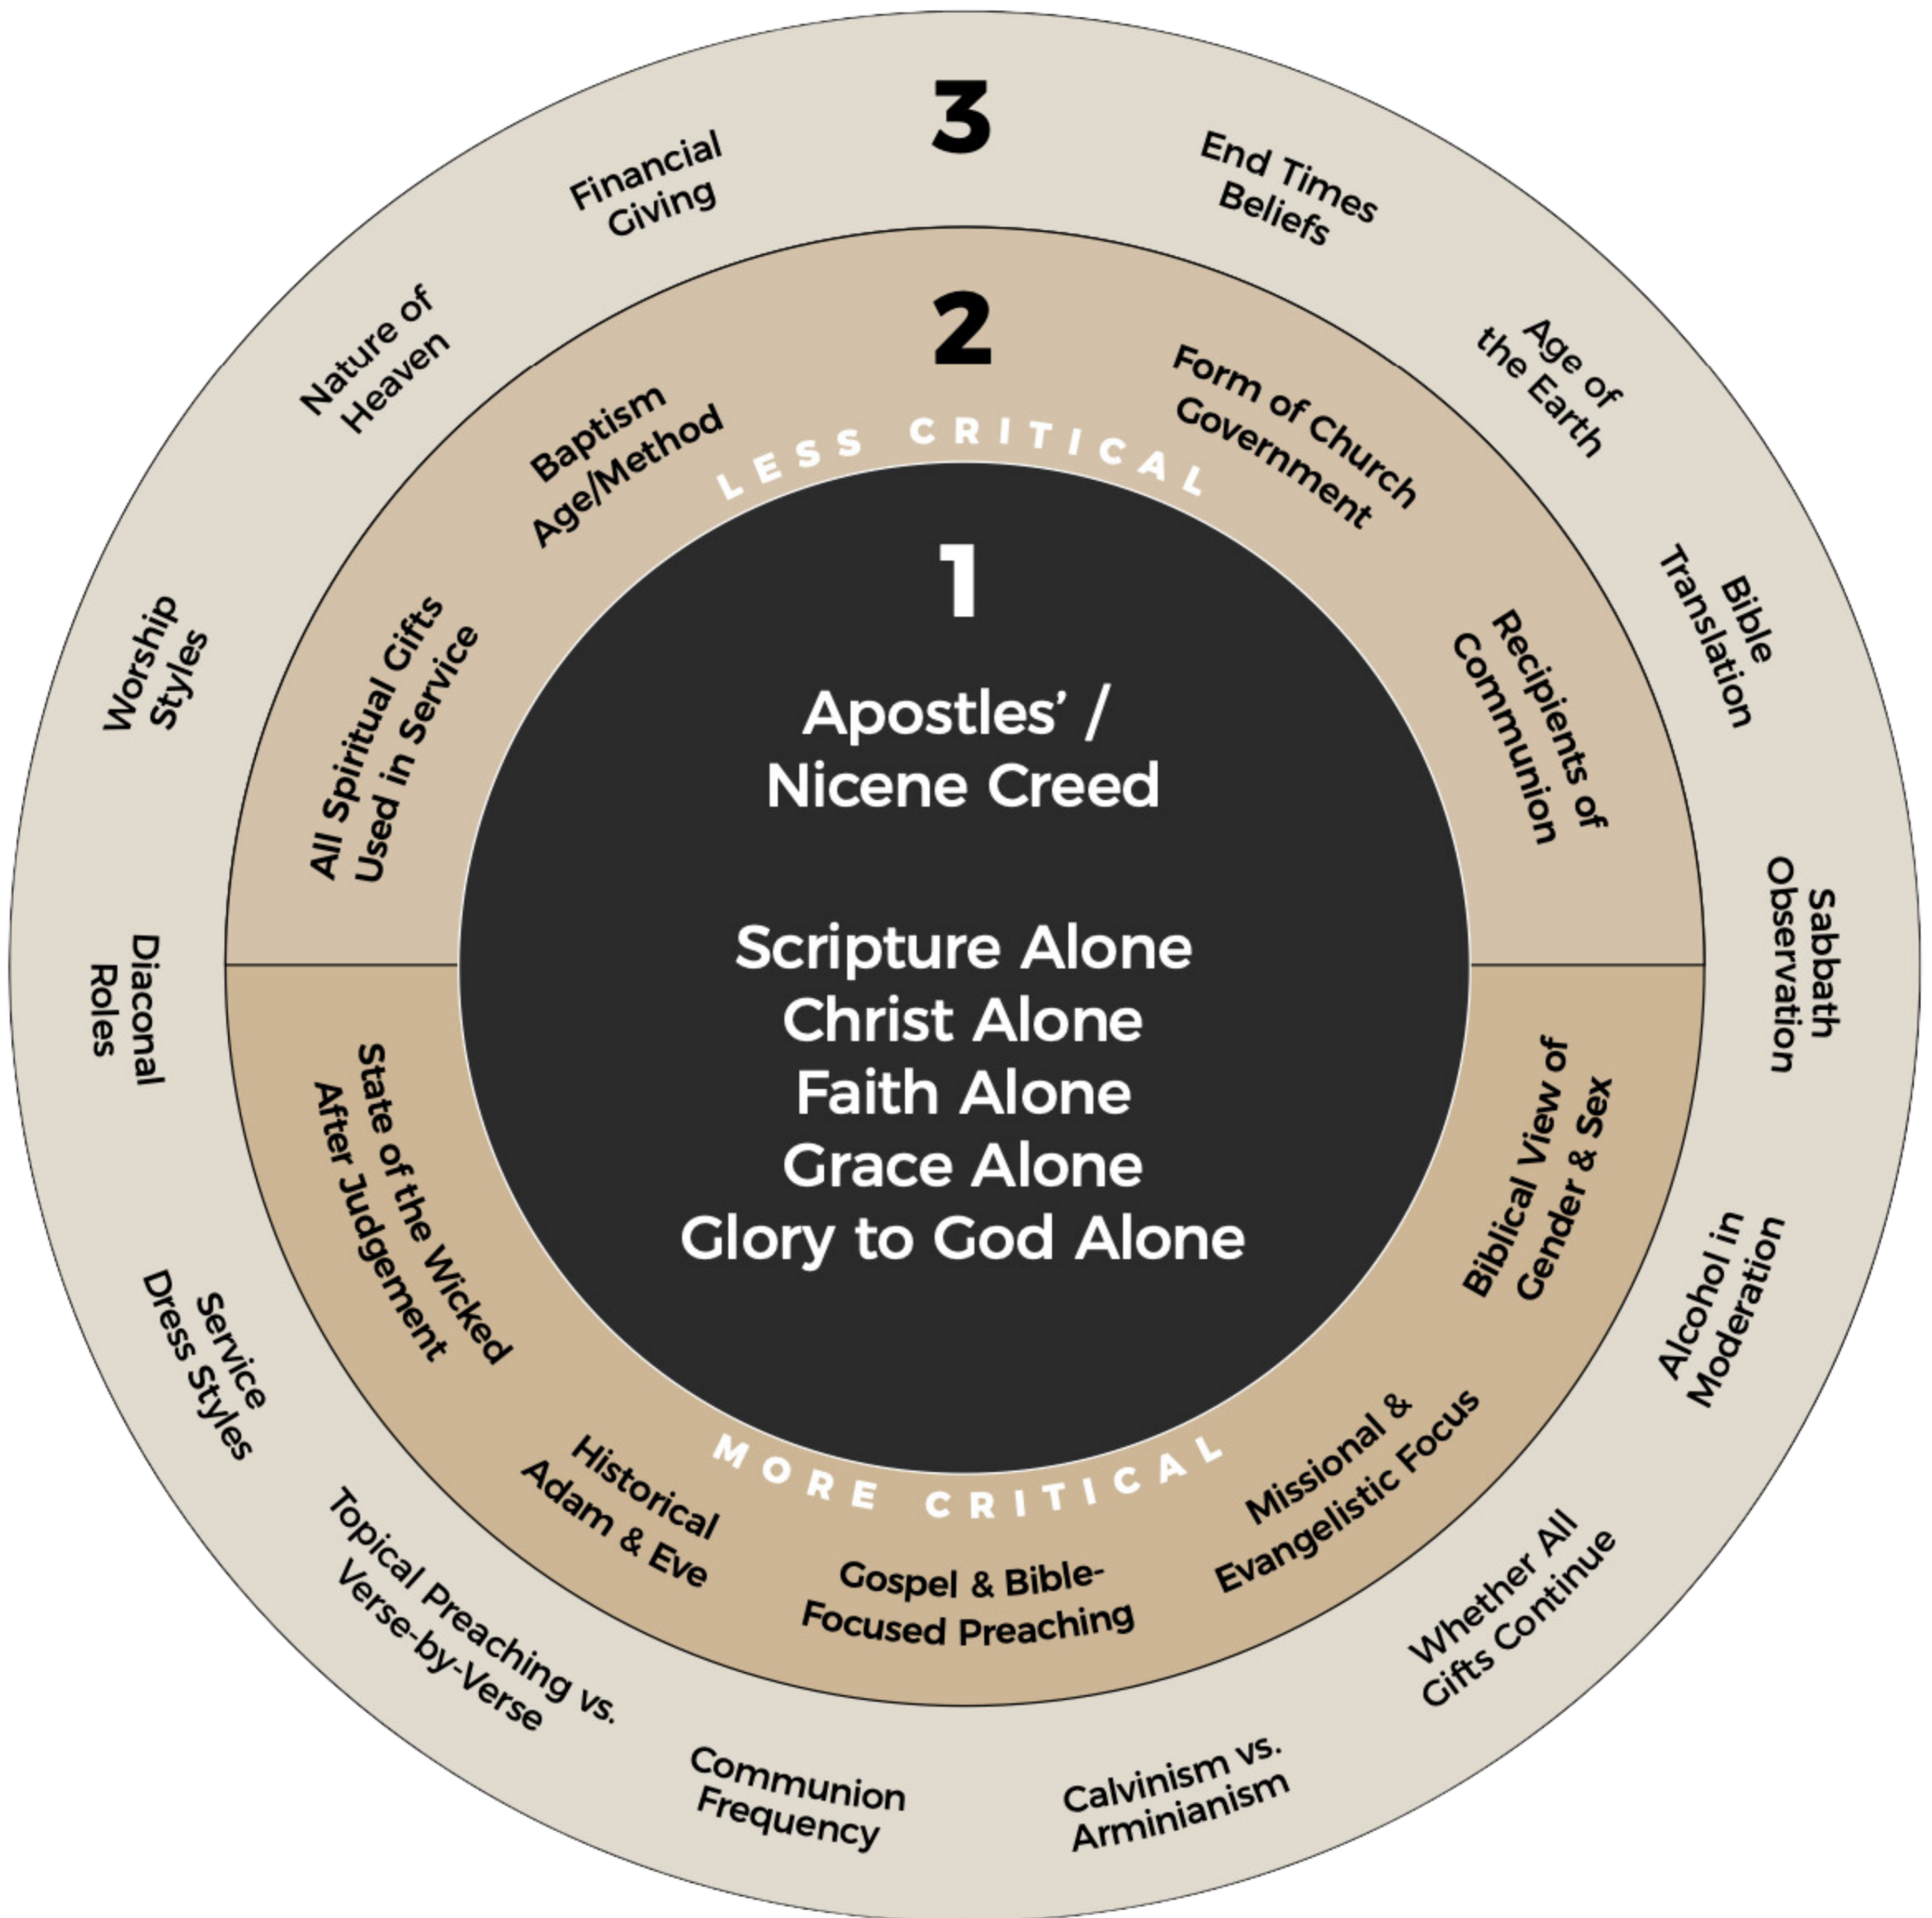 3
End Times
Beliefs
Age of
the Earth
Bible
Translation
Sabbath
Observation
Alcohol in
Moderation
Whether All
Gifts Continue
Calvinism vs.
Arminianism
Communion
Frequency
Topical Preaching vs.
Verse-by-Verse
Service
Dress Styles
Diaconal
Roles
Worship
Styles
Nature of
Heaven
Financial
Giving
2
LESS CRITICAL
Form of Church
Government
Recipients of
Communion
Biblical View of
Gender & Sex
Missional &
Evangelistic Focus
Gospel & Bible-
Focused Preaching
Historical
Adam & Eve
State of the Wicked
After Judgement
All Spiritual Gifts
Used in Service
Baptism
Age/Method
MORE CRITICAL
1
Apostles’ /
Nicene Creed
Scripture Alone
Christ Alone
Faith Alone
Grace Alone
Glory to God Alone